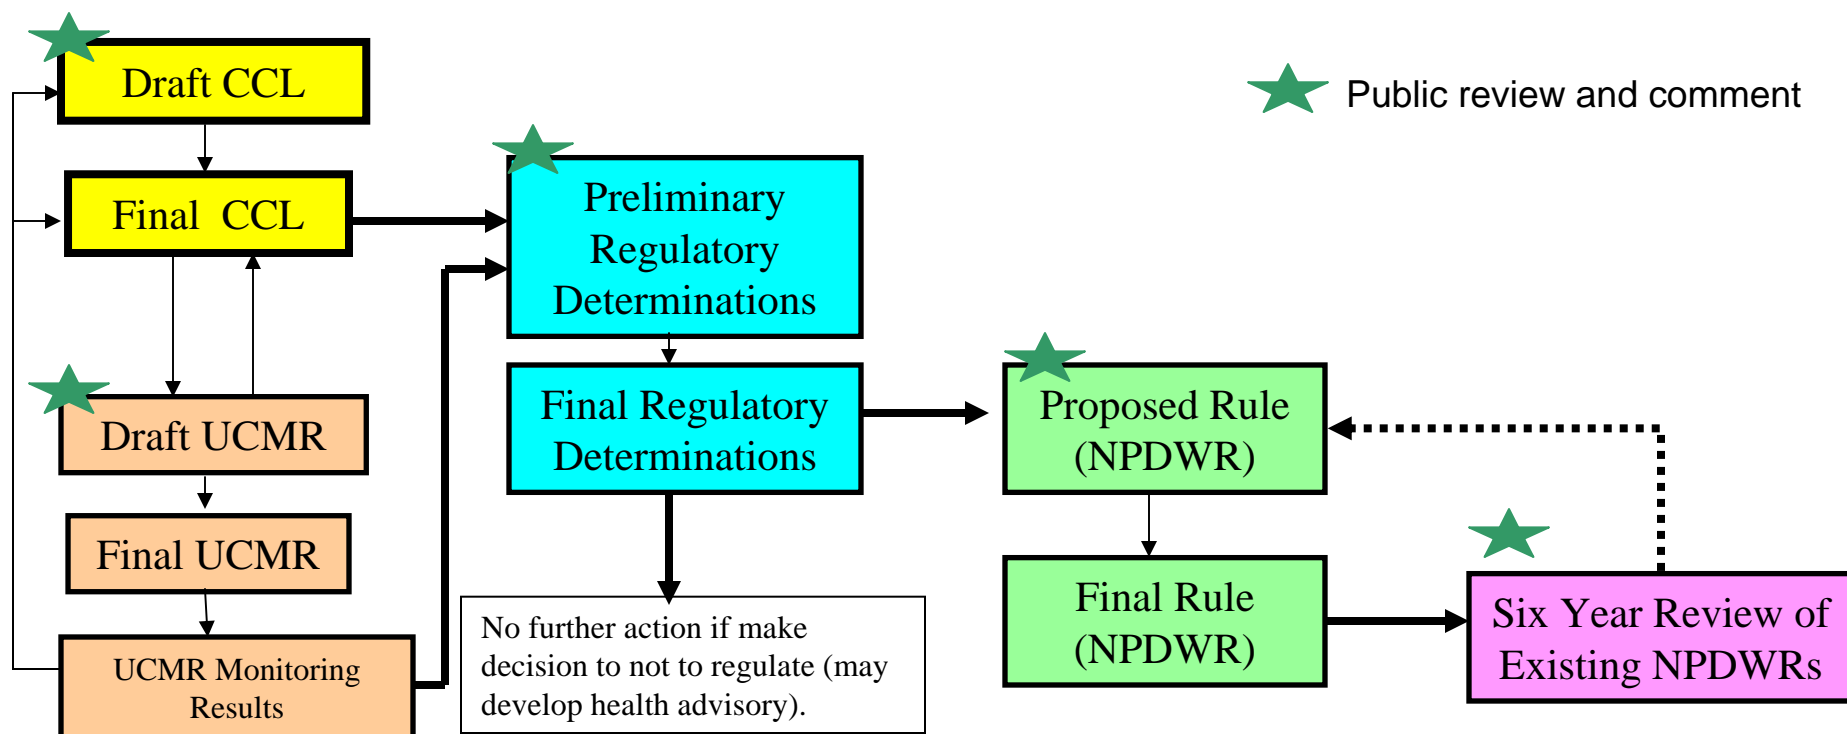 Draft CCL
Final CCL
Draft UCMR
Final UCMR
UCMR Monitoring
Results
Preliminary
Regulatory
Determinations
Final Regulatory
Determinations
No further action if make
decision to not to regulate (may
develop health advisory).
Public review and comment
Proposed Rule
(NPDWR)
Final Rule
(NPDWR)
Six Year Review of
Existing NPDWRs